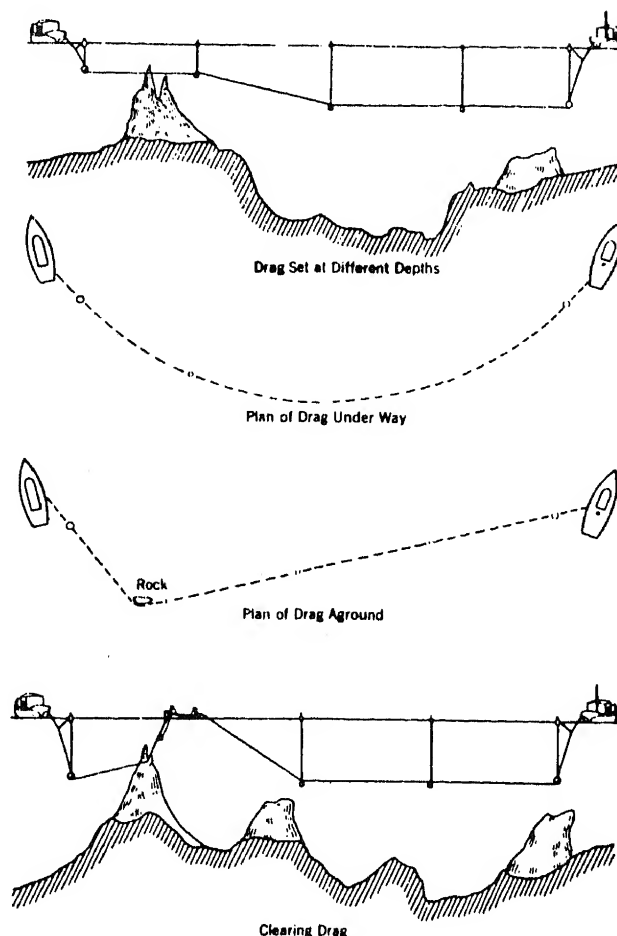 Drag Set at Different Depths
Plan of Drag Under Way
Rock
Plan of Drag Aground
Clearing Drag